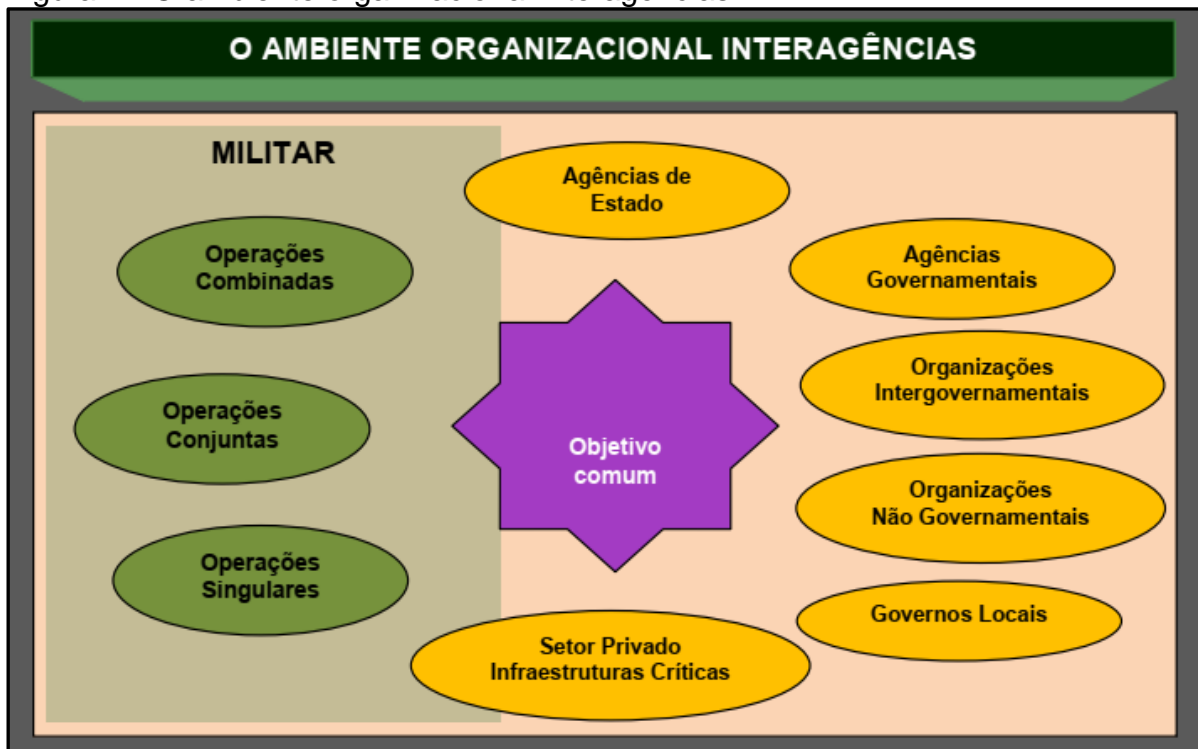 O AMBIENTE ORGANIZACIONAL INTERAGÊNCIAS
MILITAR
Agências de
Estado
Operações
Combinadas
Agências
Governamentais
Organizações
Intergovernamentais
Operações
Conjuntas
Objetivo
comum
Organizações
Não Governamentais
Operações
Singulares
Governos Locais
Setor Privado
Infraestruturas Críticas